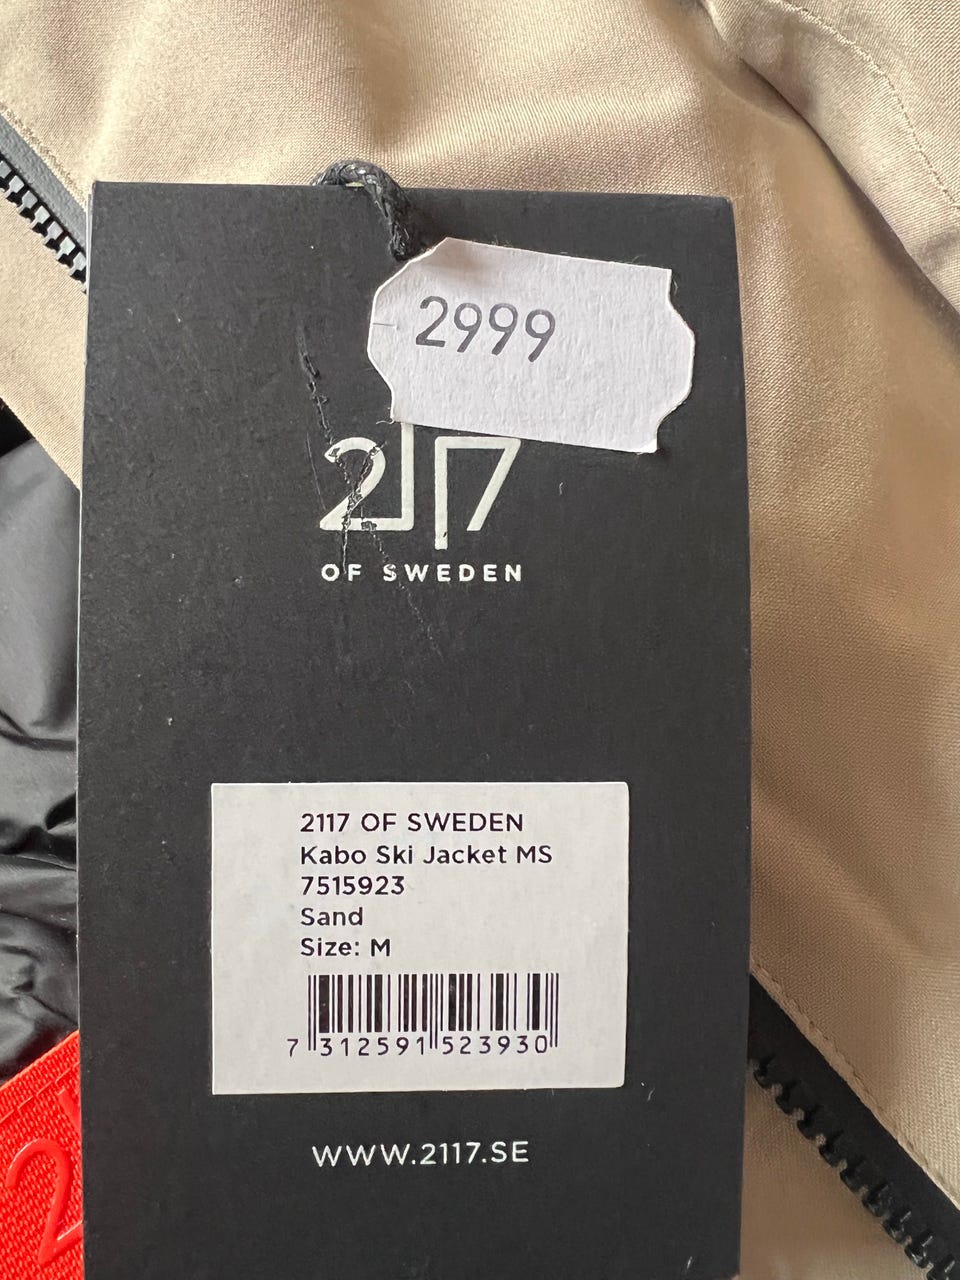 2999
2117
OF SWEDEN
2117 OF SWEDEN
Kabo Ski Jacket MS
7515923
Sand
Size: M
7 312591 523930
WWW.2117.SE
2